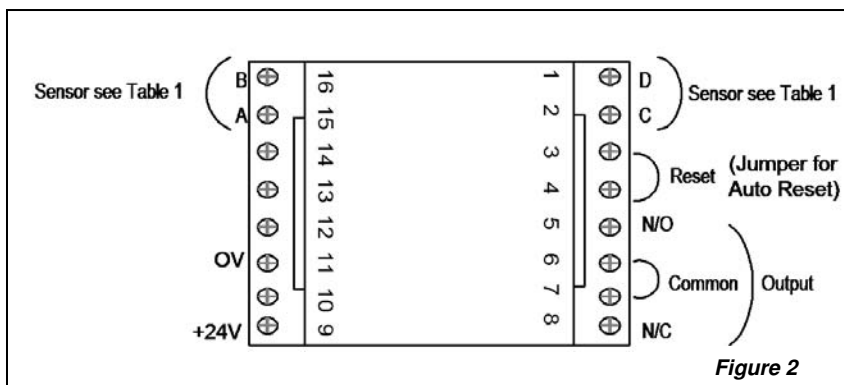 B 16 1 D
Sensor see Table 1 Sensor see Table 1
A 15 2 C
14 3
Reset (Jumper for
Auto Reset)
13 4
12 5 N/O
OV 11 6
Common Output
10 7
+24V 9 8 N/C
Figure 2